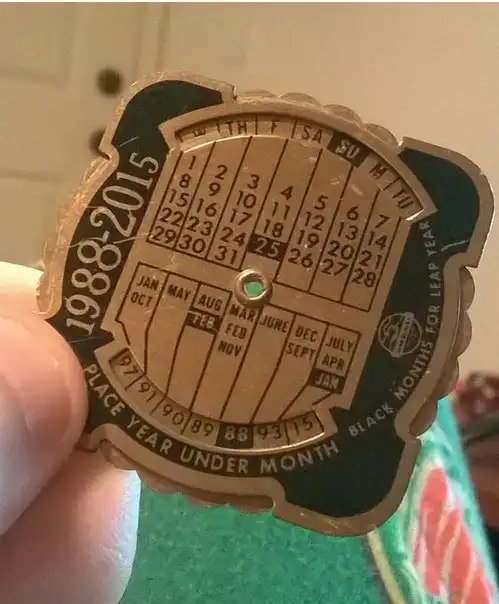 W TH F SA SU M TU
1 2 3 4 5 6 7
8 9 10 11 12 13 14
15 16 17 18 19 20 21
22 23 24 25 26 27 28
29 30 31
JAN MAY AUG MAR JUNE DEC JULY
OCT FEB FEB SEPT APR
NOV JAN
97 91 90 89 88 93 15
1988-2015
PLACE YEAR UNDER MONTH
BLACK MONTHS FOR LEAP YEAR